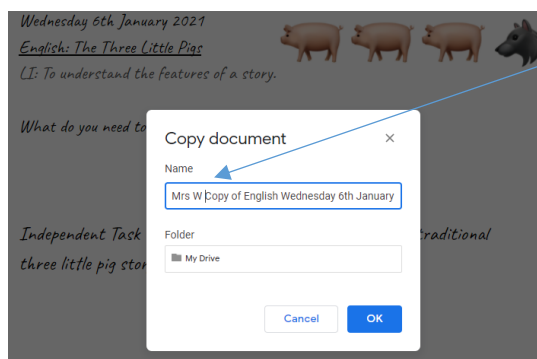 Wednesday 6th January 2021
English: The Three Little Pigs
LI: To understand the features of a story.
What do you need to
Copy document
Name
Mrs W Copy of English Wednesday 6th January
Independent Task
traditional
three little pig stor
Folder
My Drive
Cancel
OK